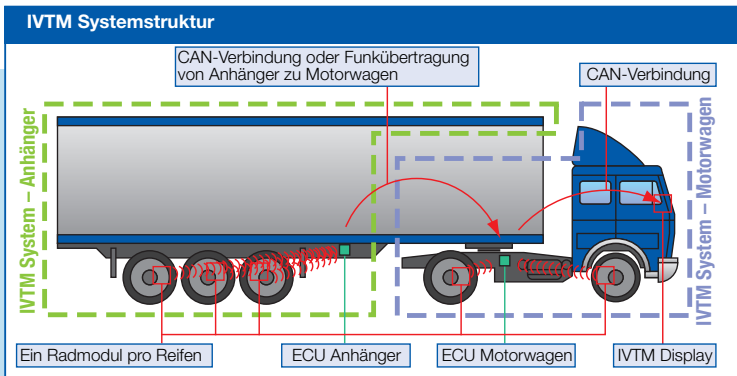 IVTM Systemstruktur
CAN-Verbindung oder Funkübertragung
von Anhänger zu Motorwagen
CAN-Verbindung
IVTM System – Anhänger
IVTM System – Motorwagen
Ein Radmodul pro Reifen
ECU Anhänger
ECU Motorwagen
IVTM Display